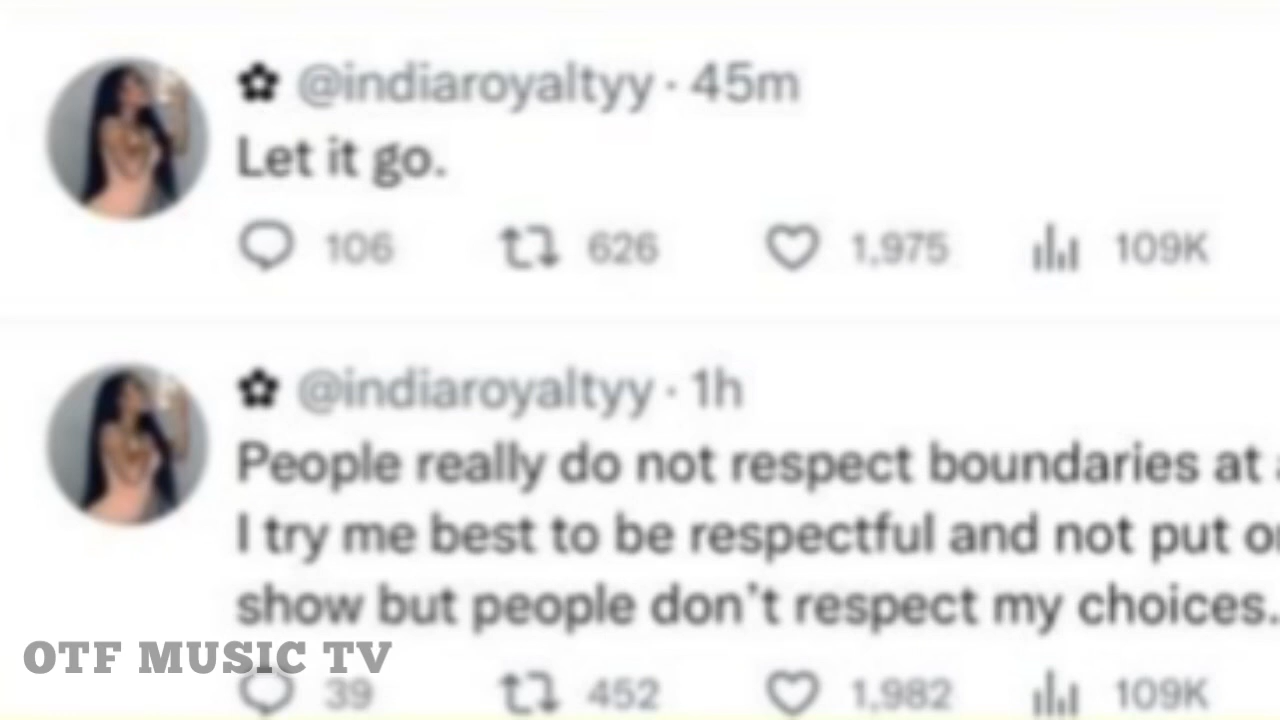 ✿ @indiaroyaltyy · 45m
Let it go.
106 626 1,975 109K
✿ @indiaroyaltyy · 1h
People really do not respect boundaries at
I try me best to be respectful and not put
show but people don't respect my choices.
OTF MUSIC TV
39 452 1,982 109K